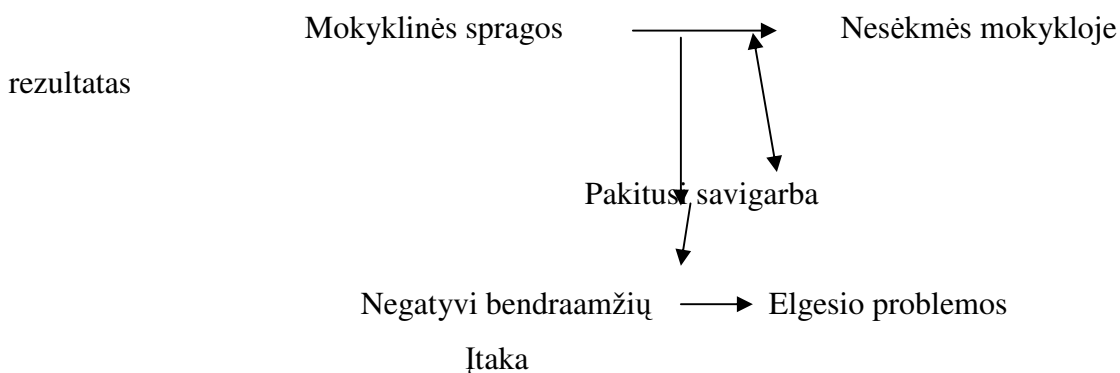 Mokyklinės spragos Nesėkmės mokykloje
rezultatas
Pakitusi savigarba
Negatyvi bendraamžių Elgesio problemos
Įtaka